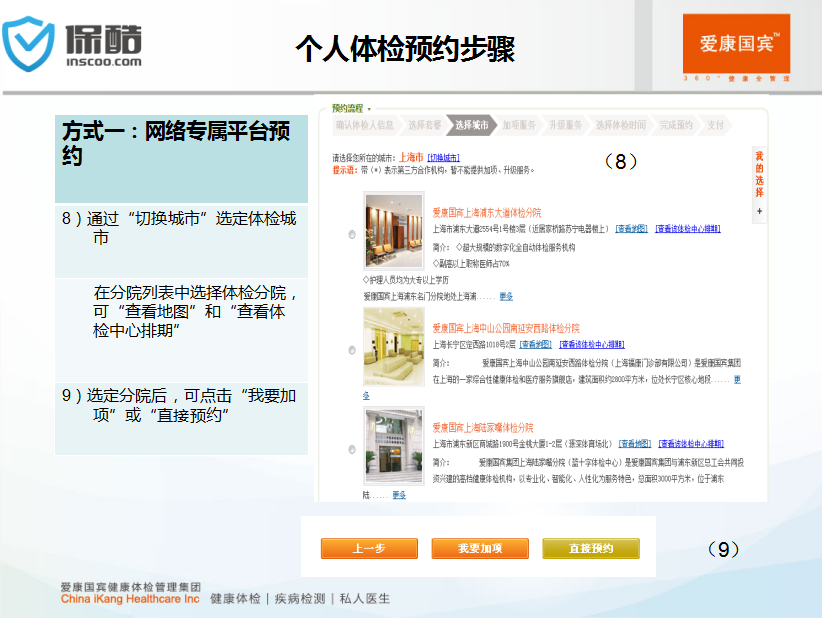 保酷
inscoo.com
个人体检预约步骤
爱康国宾™
360°健康全管理
方式一：网络专属平台预
约
8）通过“切换城市”选定体检城
市
在分院列表中选择体检分院，
可“查看地图”和“查看体
检中心排期”
9）选定分院后，可点击“我要加
项”或“直接预约”
预约流程
确认体检人信息 选择套餐 选择城市 加项服务 升级服务 选择体检时间 完成预约 支付
请选择您所在的城市：上海市 [切换城市]
提示语：带（*）表示第三方合作机构，暂不能提供加项、升级服务。
（8）
我的选择
+
爱康国宾上海浦东大道体检分院
上海市浦东大道2554号1号楼3层（近居家桥路苏宁电器楼上） [查看地图] [查看该体检中心排期]
简介： ◇超大规模的数字化全自动体检服务机构
◇副高以上职称医师占70%
◇护理人员均为大专以上学历
爱康国宾上海浦东名门分院地处上海浦...... 更多
爱康国宾上海中山公园南延安西路体检分院
上海长宁区定西路1018号2层 [查看地图] [查看该体检中心排期]
简介： 爱康国宾上海中山公园南延安西路体检分院（上海福康门诊部有限公司）是爱康国宾集团
在上海的一家综合性健康体检和医疗服务旗舰店，建筑面积约2800平方米，位处长宁区核心地段...... 更
多
爱康国宾上海陆家嘴体检分院
上海市浦东新区商城路1900号金桃大厦1-2层（源深体育场北） [查看地图] [查看该体检中心排期]
简介： 爱康国宾集团上海陆家嘴分院（蓝十字体检中心）是爱康国宾集团与浦东新区总工会共同投
资兴建的高档健康体检机构，以专业化、智能化、人性化为服务特色，总面积3000平方米，位于浦东
陆...... 更多
上一步 我要加项 直接预约
（9）
爱康国宾健康体检管理集团
China iKang Healthcare Inc 健康体检 | 疾病检测 | 私人医生